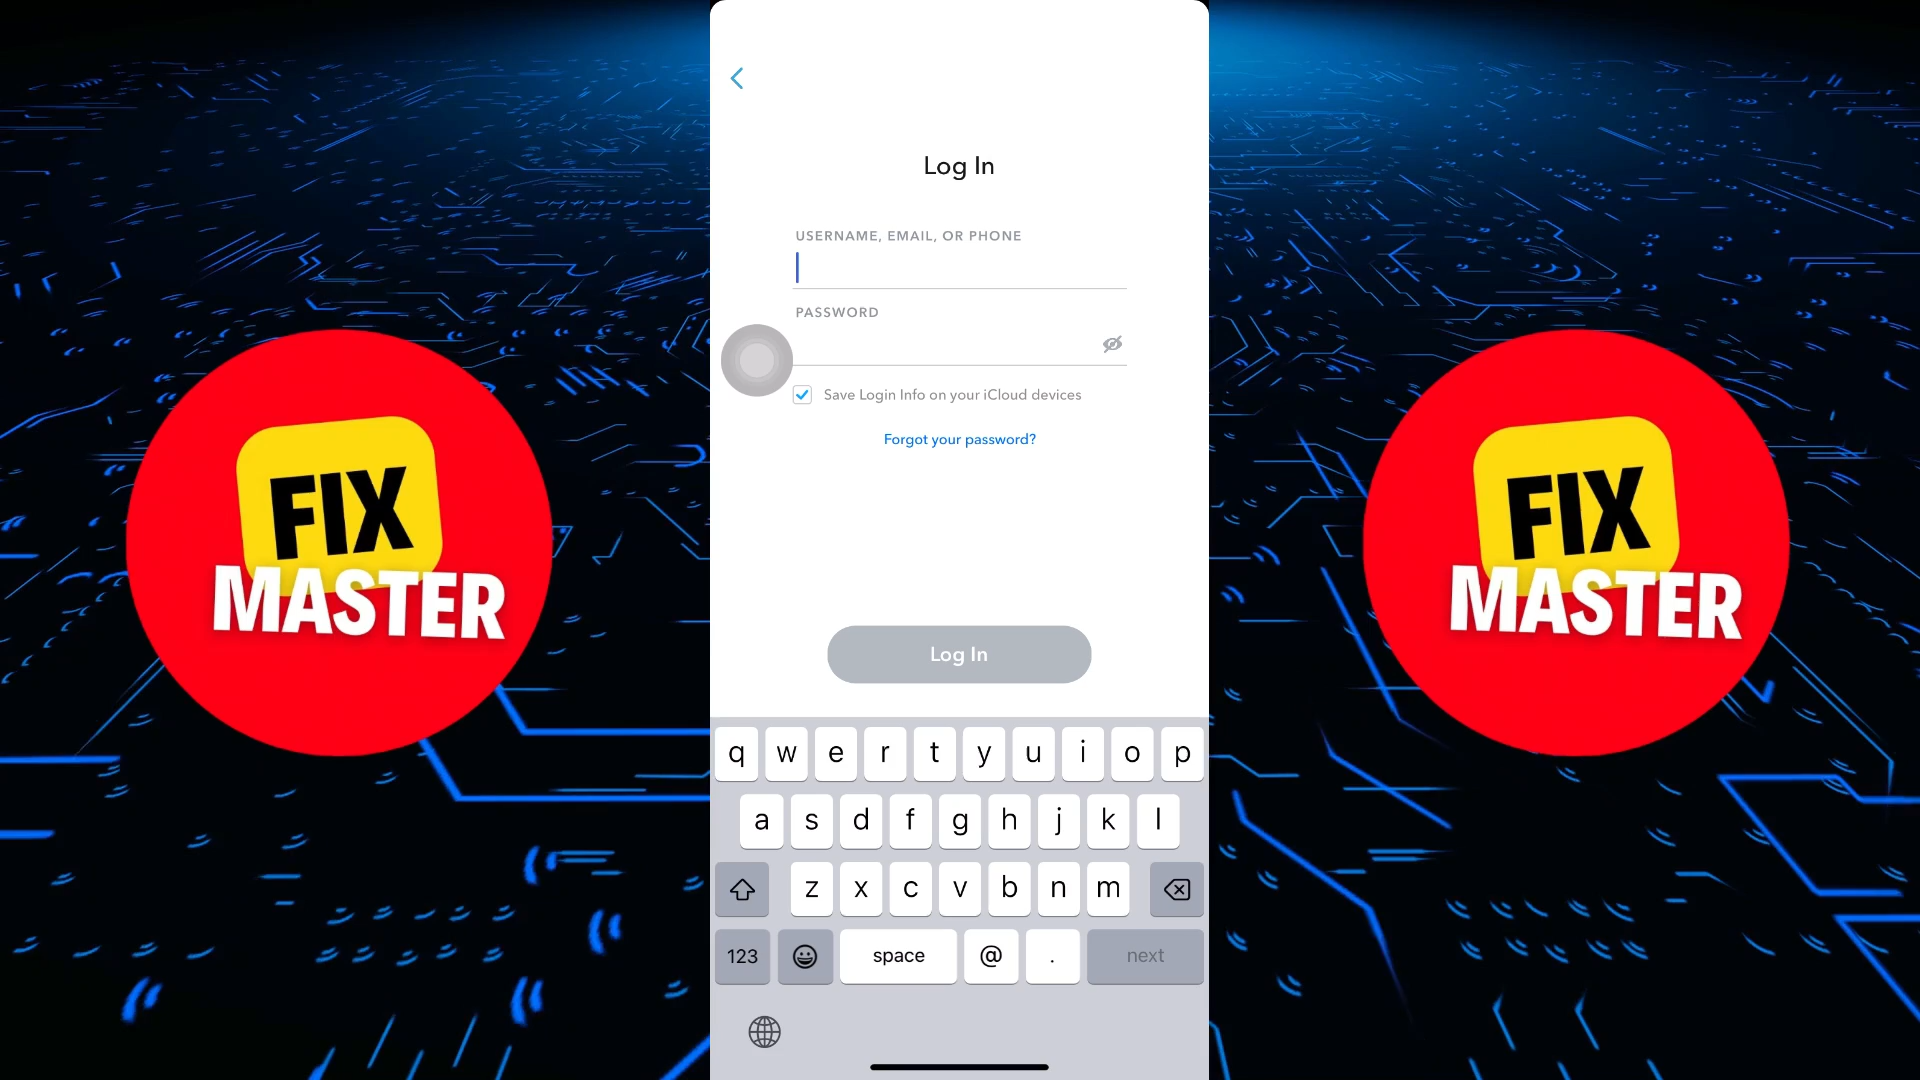 Log In
USERNAME, EMAIL, OR PHONE
PASSWORD
Save Login Info on your iCloud devices
Forgot your password?
FIX
MASTER
FIX
MASTER
Log In
q w e r t y u i o p
a s d f g h j k l
z x c v b n m
123 space @ . next